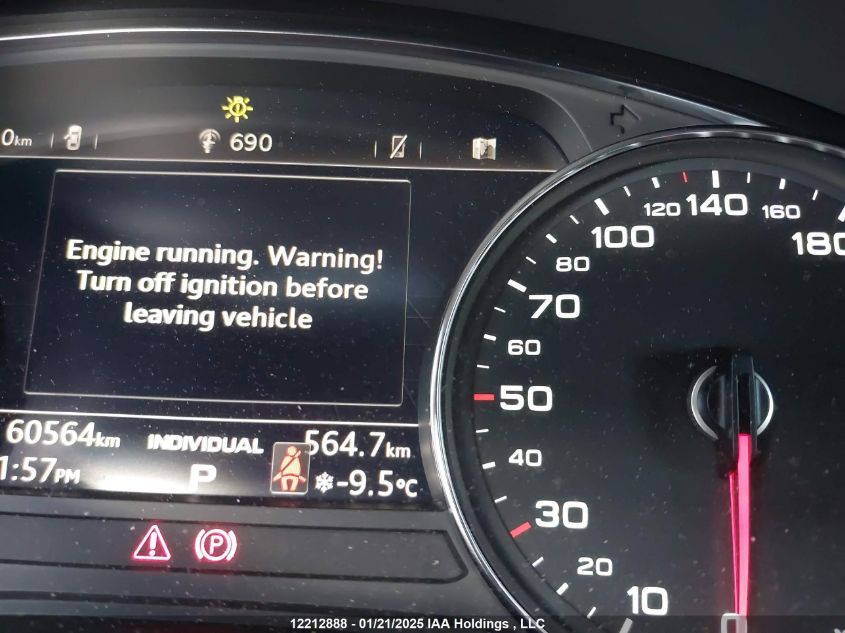 0km
690
Engine running. Warning!
Turn off ignition before
leaving vehicle
60564km INDIVIDUAL 564.7km
1:57PM P -9.5°C
P
180
160
140
120
100
80
70
60
50
40
30
20
10
0
12212888 - 01/21/2025 IAA Holdings , LLC